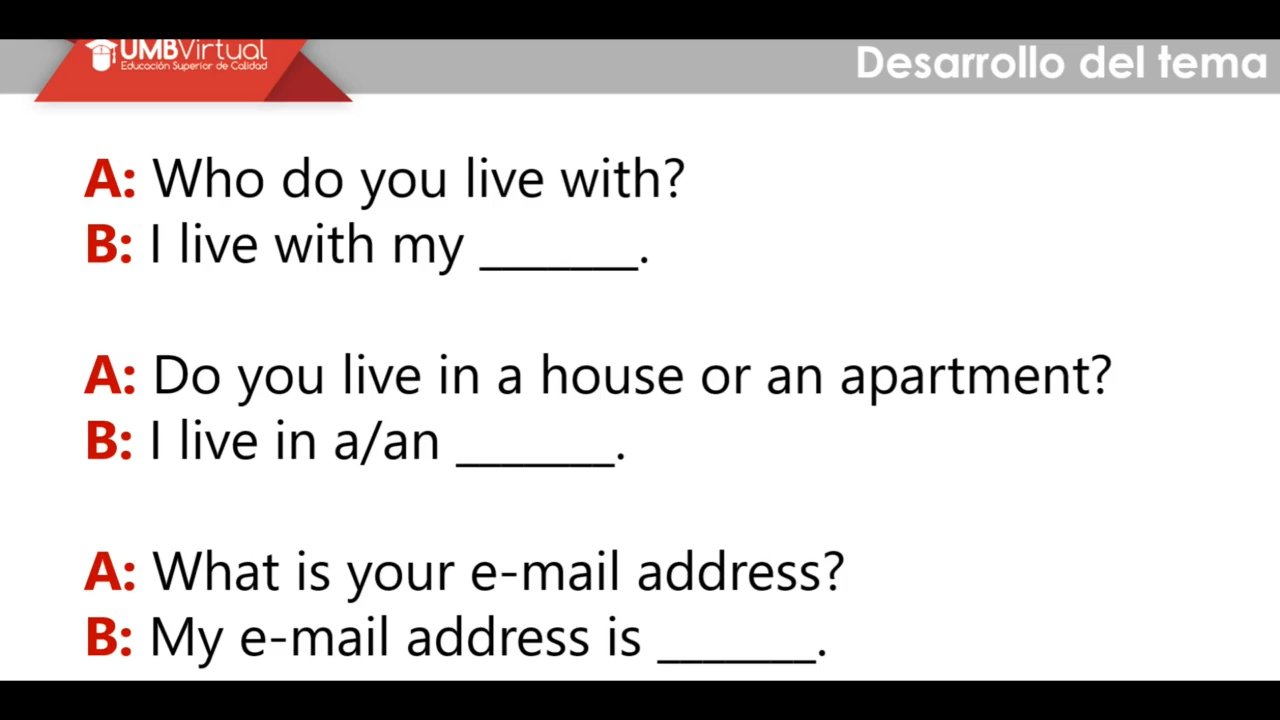 UMBVirtual
Educación Superior de Calidad
Desarrollo del tema
A: Who do you live with?
B: I live with my _______.
A: Do you live in a house or an apartment?
B: I live in a/an _______.
A: What is your e-mail address?
B: My e-mail address is _______.